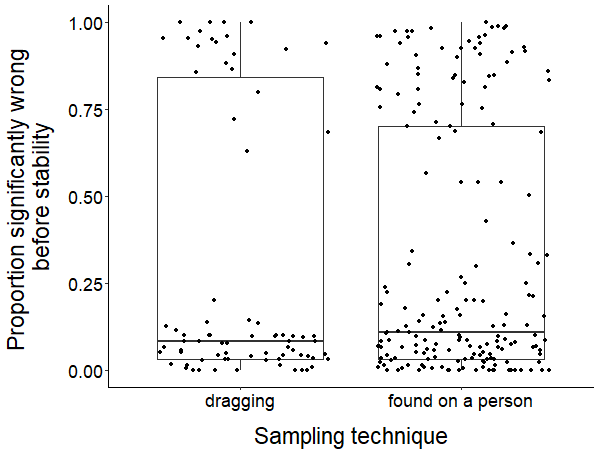 Proportion significantly wrong
before stability
1.00
0.75
0.50
0.25
0.00
dragging
found on a person
Sampling technique